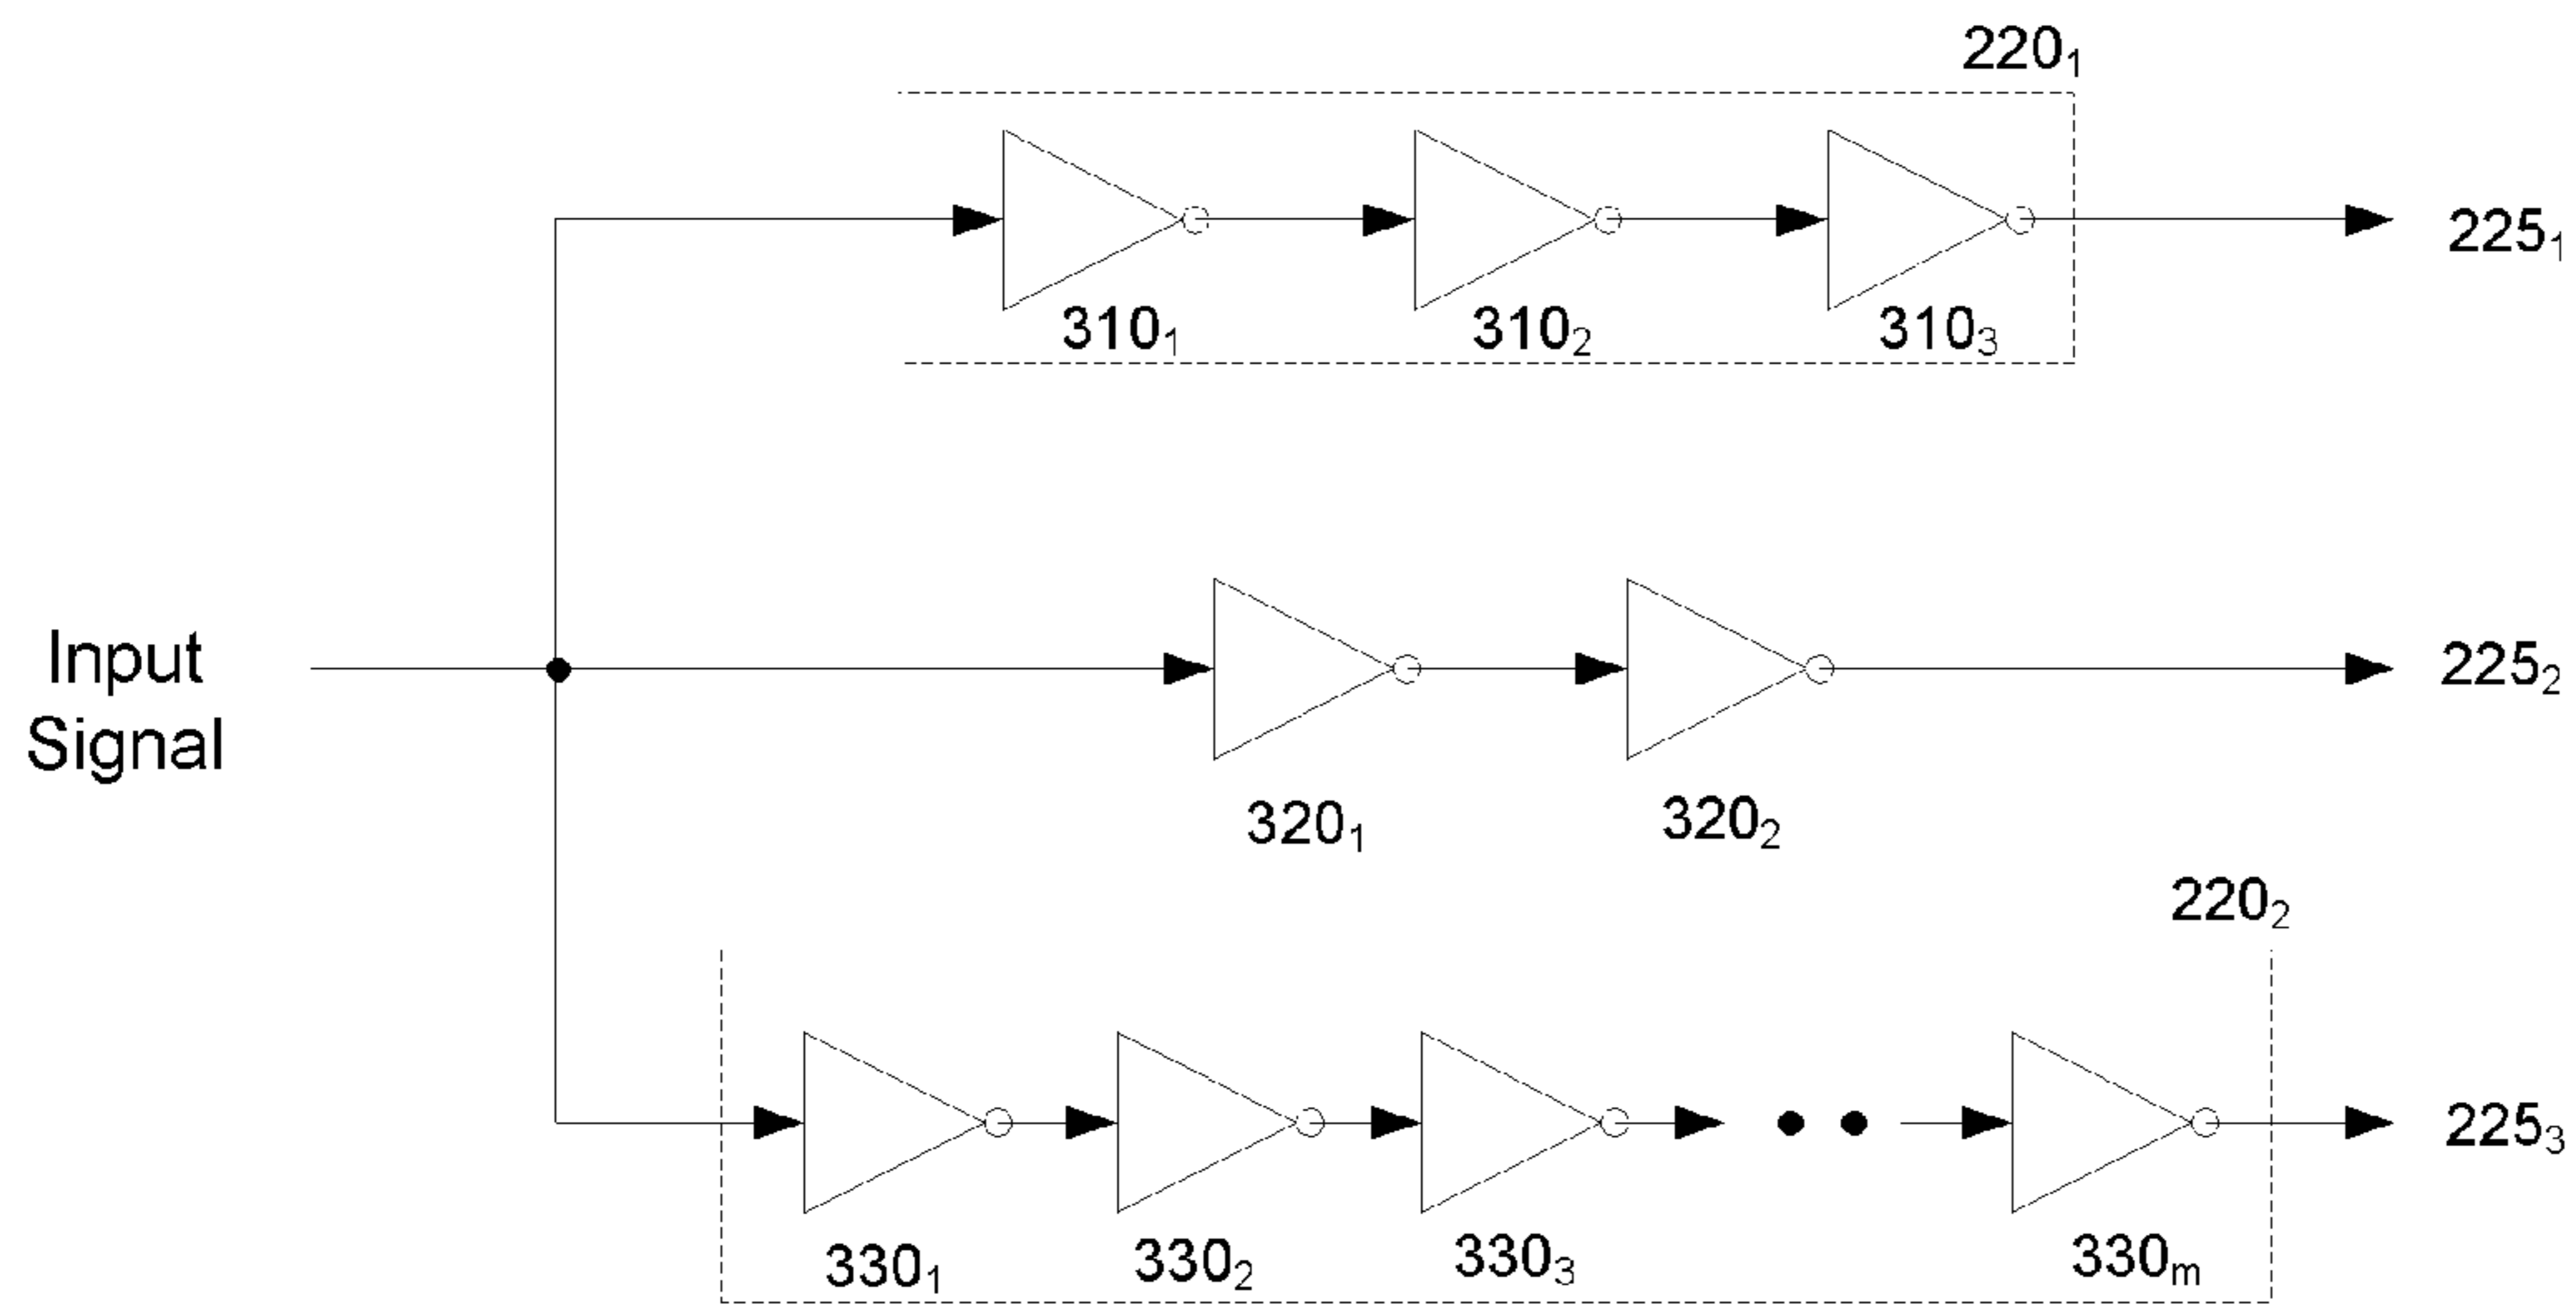 220₁
310₁ 310₂ 310₃
225₁
Input
Signal
225₂
320₁ 320₂
220₂
225₃
330₁ 330₂ 330₃ 330ₘ